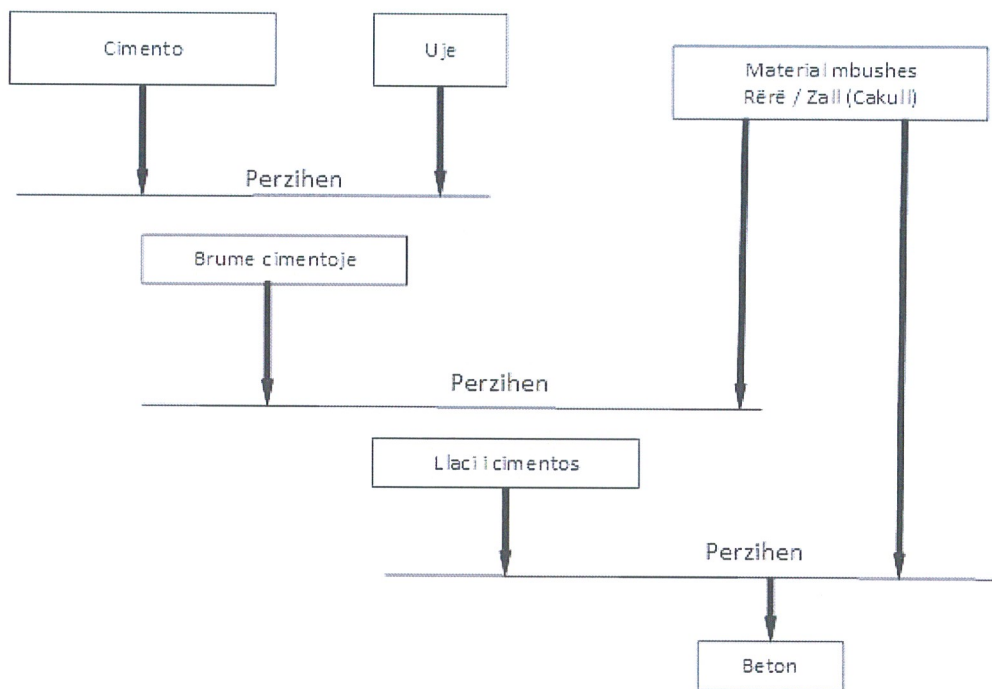 Cimento
Uje
Material mbushes
Rërë / Zall (Cakull)
Perzihen
Brume cimentoje
Perzihen
Llaci i cimentos
Perzihen
Beton